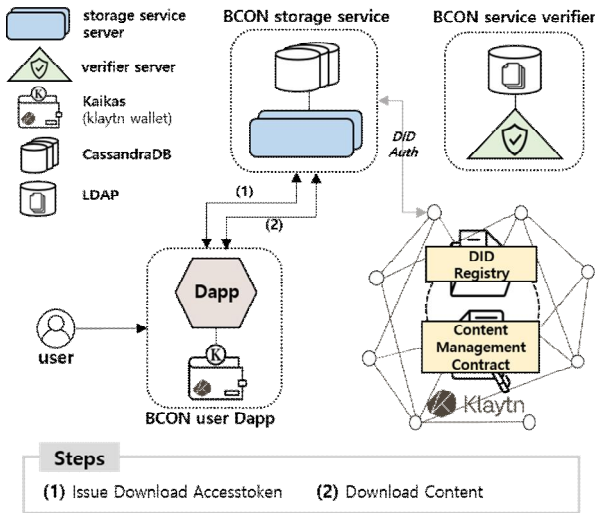 storage service
server
verifier server
Kaikas
(klaytn wallet)
CassandraDB
LDAP
BCON storage service
BCON service verifier
DID
Auth
(1)
(2)
DID
Registry
Content
Management
Contract
Klaytn
Dapp
K
K
user
BCON user Dapp
Steps
(1) Issue Download Accesstoken (2) Download Content